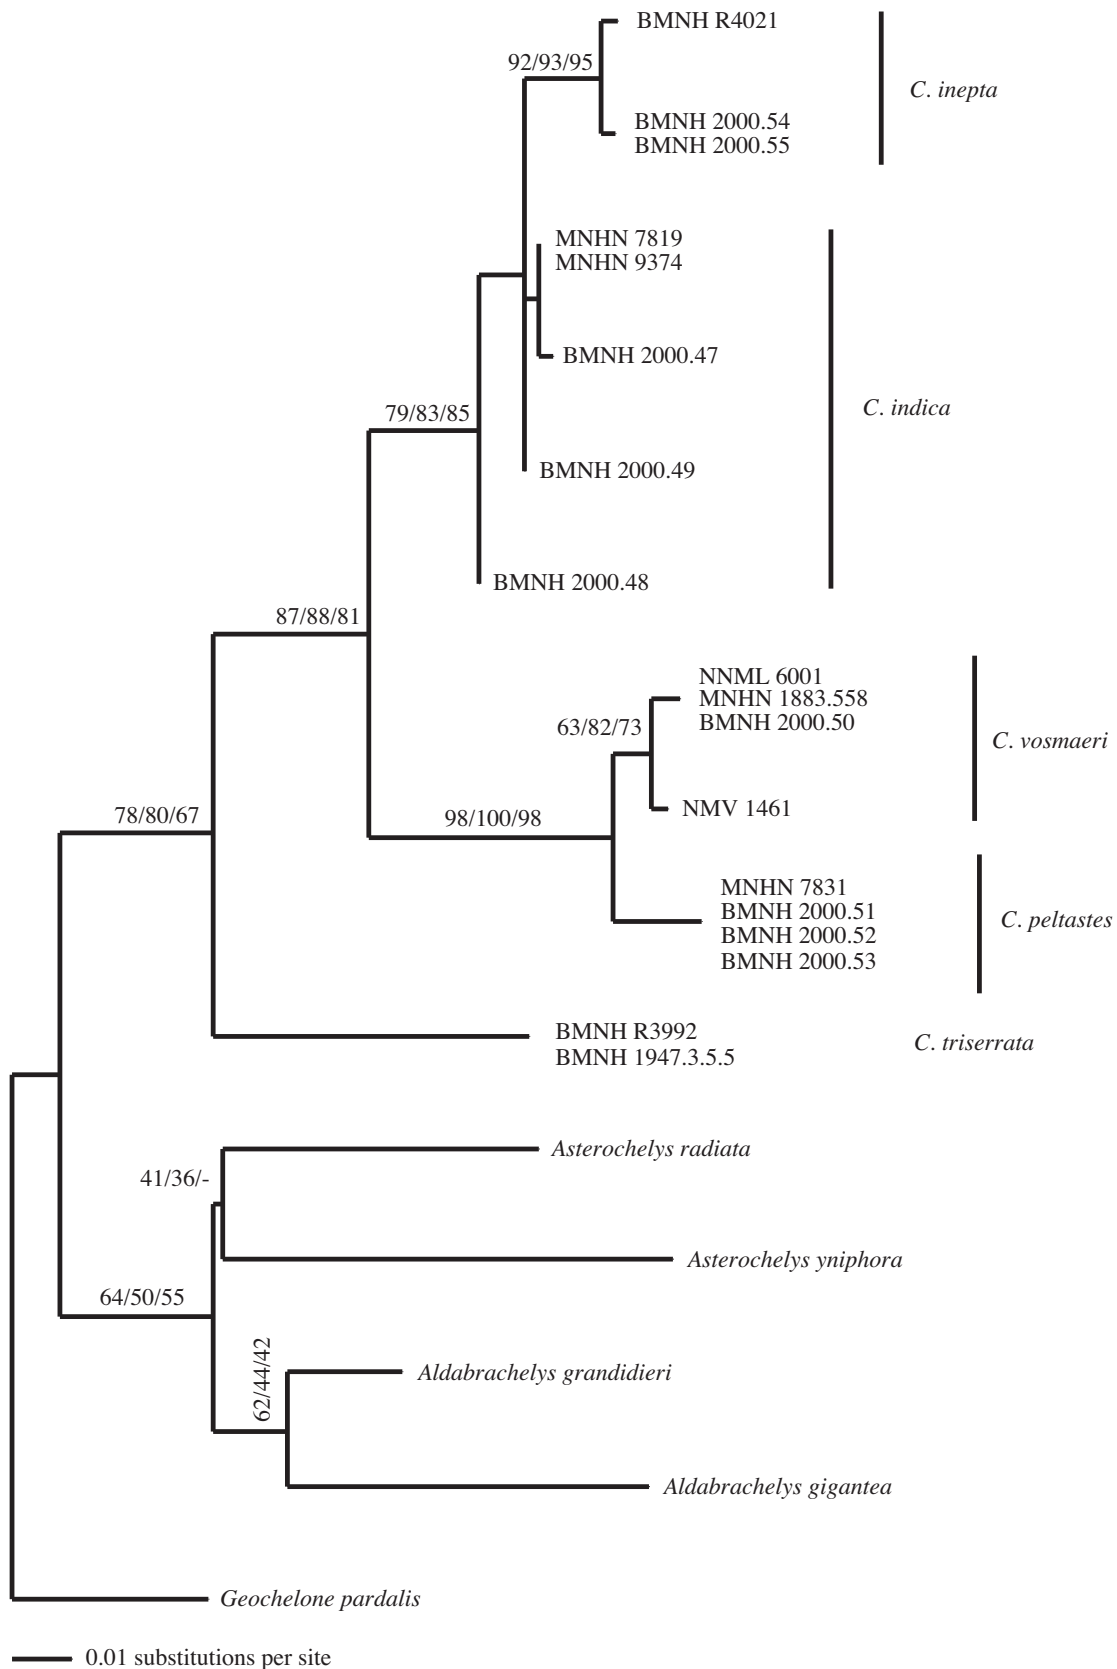 BMNH R4021
92/93/95
C. inepta
BMNH 2000.54
BMNH 2000.55
MNHN 7819
MNHN 9374
BMNH 2000.47
79/83/85
C. indica
BMNH 2000.49
BMNH 2000.48
87/88/81
NNML 6001
MNHN 1883.558
BMNH 2000.50
63/82/73
C. vosmaeri
NMV 1461
78/80/67
98/100/98
MNHN 7831
BMNH 2000.51
BMNH 2000.52
BMNH 2000.53
C. peltastes
BMNH R3992
BMNH 1947.3.5.5
C. triserrata
Asterochelys radiata
41/36/-
Asterochelys yniphora
64/50/55
62/44/42
Aldabrachelys grandidieri
Aldabrachelys gigantea
Geochelone pardalis
0.01 substitutions per site